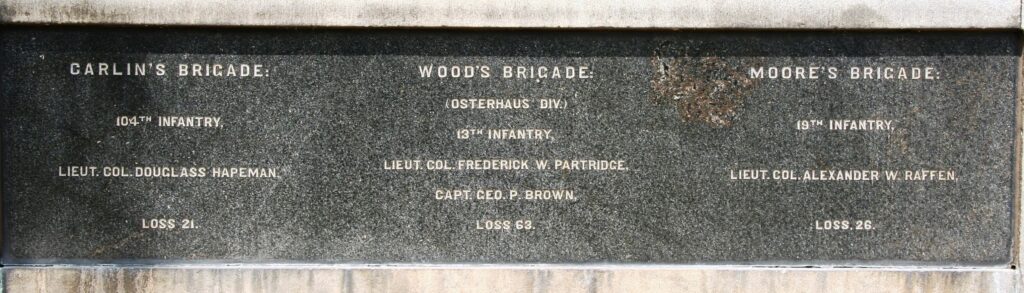 CARLIN'S BRIGADE:
104TH INFANTRY,
LIEUT. COL. DOUGLASS HAPEMAN.
LOSS 21.
WOOD'S BRIGADE:
(OSTERHAUS DIV.)
13TH INFANTRY,
LIEUT. COL. FREDERICK W. PARTRIDGE,
CAPT. GEO. P. BROWN,
LOSS 63.
MOORE'S BRIGADE:
19TH INFANTRY,
LIEUT. COL. ALEXANDER W. RAFFEN,
LOSS. 26.